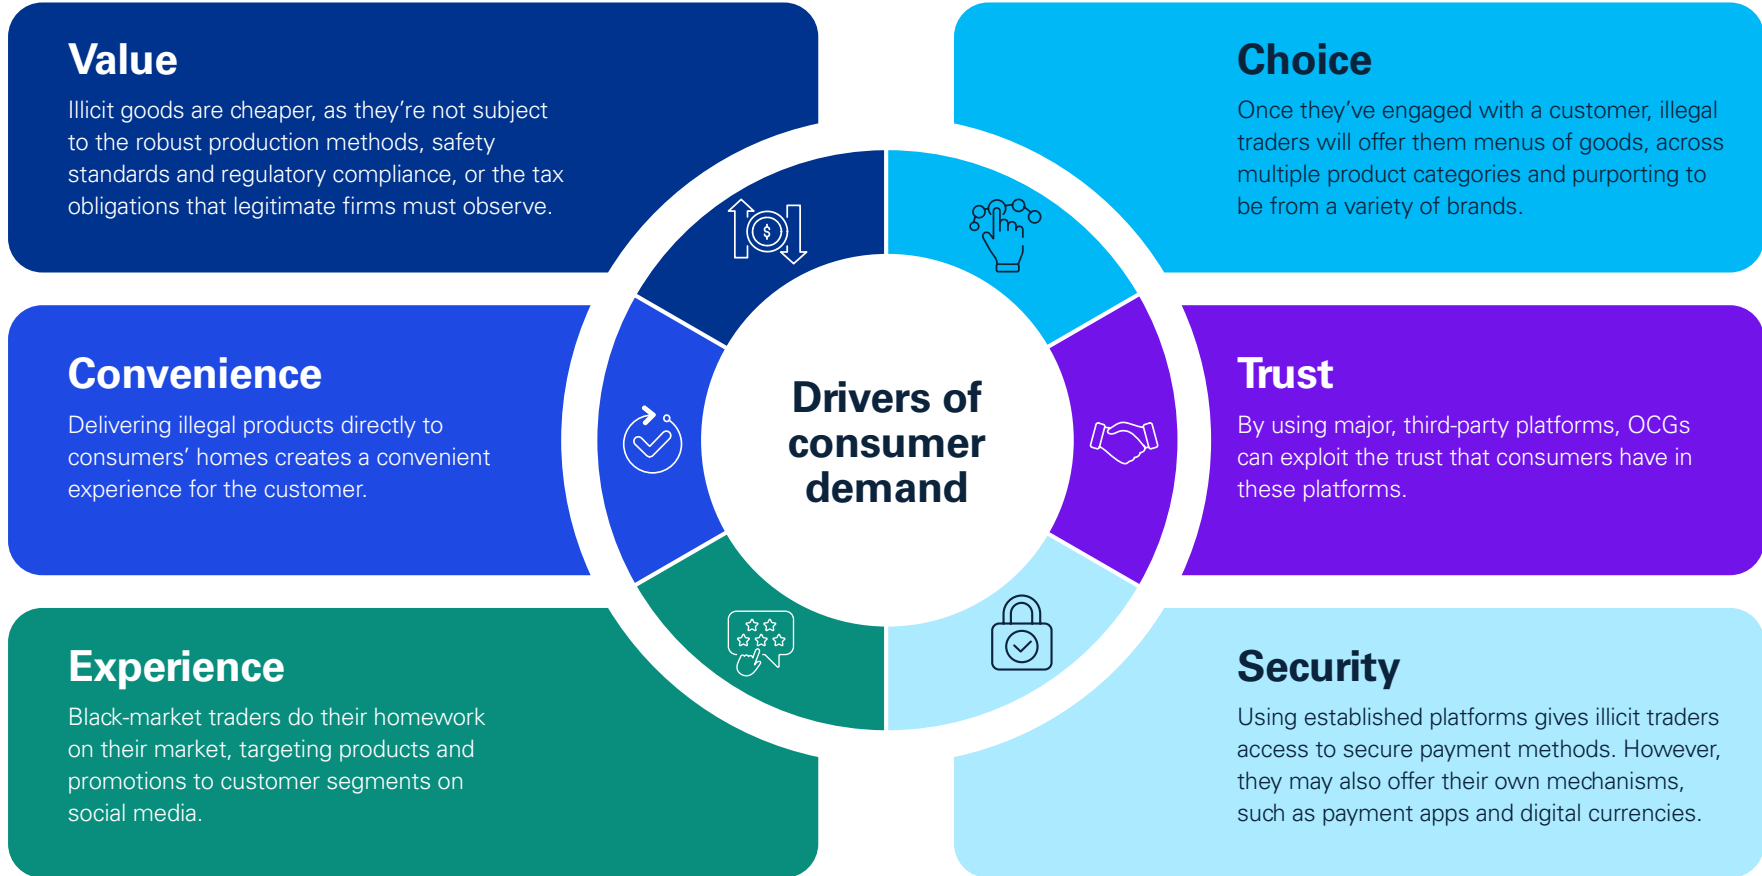 Value
Illicit goods are cheaper, as they’re not subject
to the robust production methods, safety
standards and regulatory compliance, or the tax
obligations that legitimate firms must observe.
Choice
Once they’ve engaged with a customer, illegal
traders will offer them menus of goods, across
multiple product categories and purporting to
be from a variety of brands.
Convenience
Delivering illegal products directly to
consumers’ homes creates a convenient
experience for the customer.
Drivers of
consumer
demand
Trust
By using major, third-party platforms, OCGs
can exploit the trust that consumers have in
these platforms.
Experience
Black-market traders do their homework
on their market, targeting products and
promotions to customer segments on
social media.
Security
Using established platforms gives illicit traders
access to secure payment methods. However,
they may also offer their own mechanisms,
such as payment apps and digital currencies.
$